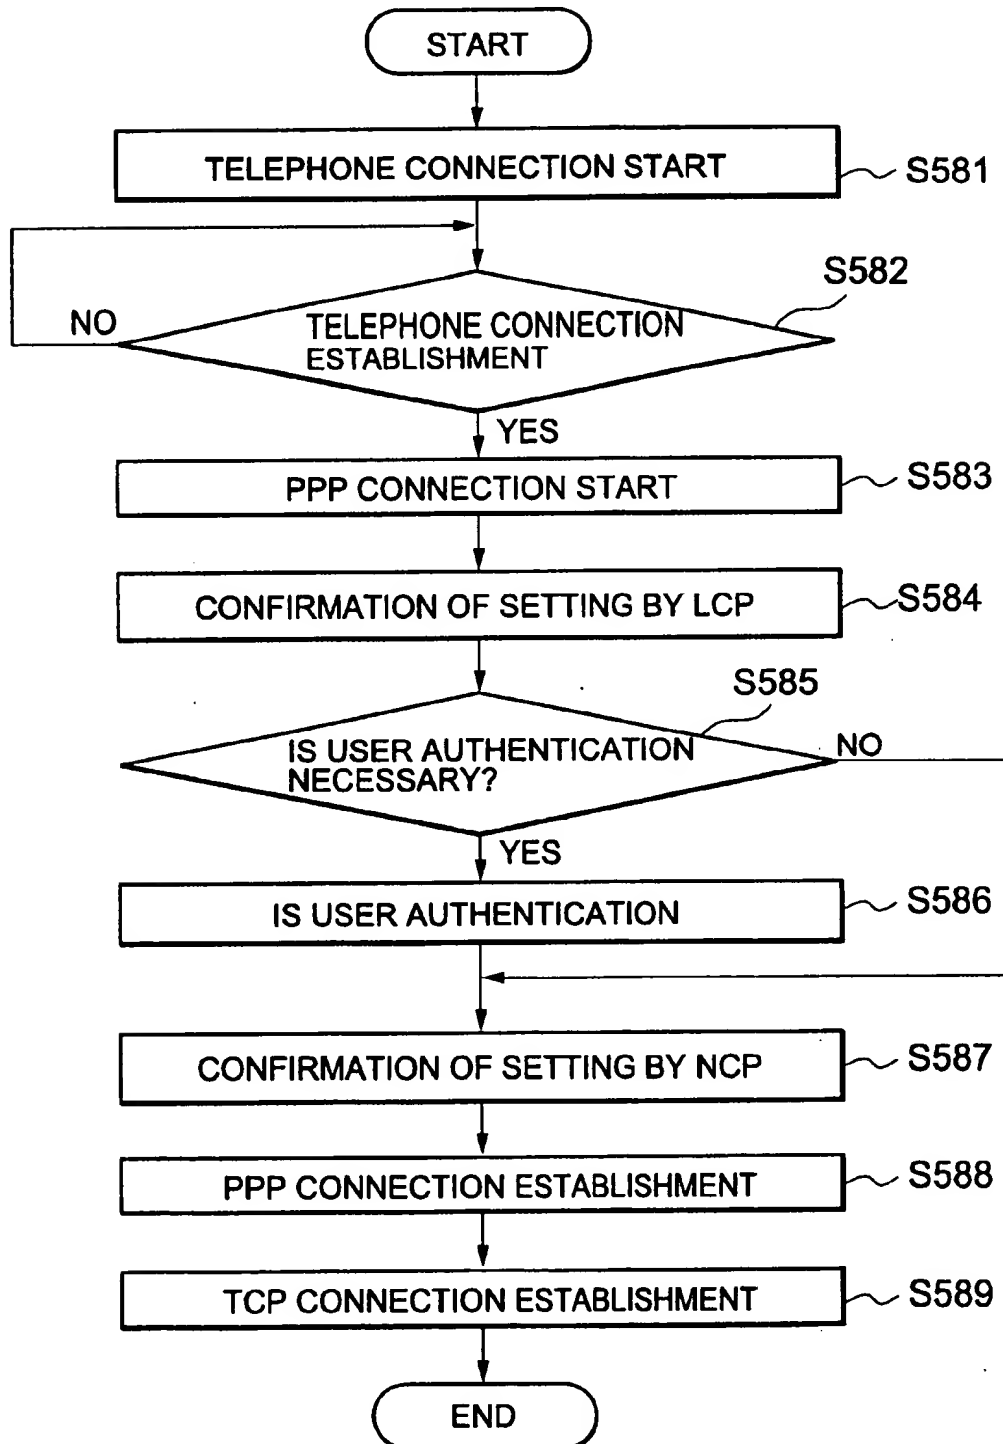 START
TELEPHONE CONNECTION START
S581
S582
NO
TELEPHONE CONNECTION
ESTABLISHMENT
YES
PPP CONNECTION START
S583
CONFIRMATION OF SETTING BY LCP
S584
S585
IS USER AUTHENTICATION
NECESSARY?
NO
YES
IS USER AUTHENTICATION
S586
CONFIRMATION OF SETTING BY NCP
S587
PPP CONNECTION ESTABLISHMENT
S588
TCP CONNECTION ESTABLISHMENT
S589
END